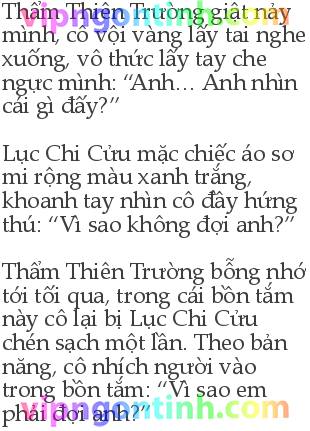 Thẩm Thiên Trường giật nảy
mình, cô vội vàng lấy tai nghe
xuống, vô thức lấy tay che
ngực mình: “Anh... Anh nhìn
cái gì đấy?”
Lục Chi Cửu mặc chiếc áo sơ
mi rộng màu xanh trắng,
khoanh tay nhìn cô đầy hứng
thú: “Vì sao không đợi anh?”
Thẩm Thiên Trường bỗng nhớ
tới tối qua, trong cái bồn tắm
này cô lại bị Lục Chi Cửu
chén sạch một lần. Theo bản
năng, cô nhích người vào
trong bồn tắm: “Vì sao em
phải đợi anh?”
vipngontinh.com
vipngontinh.com